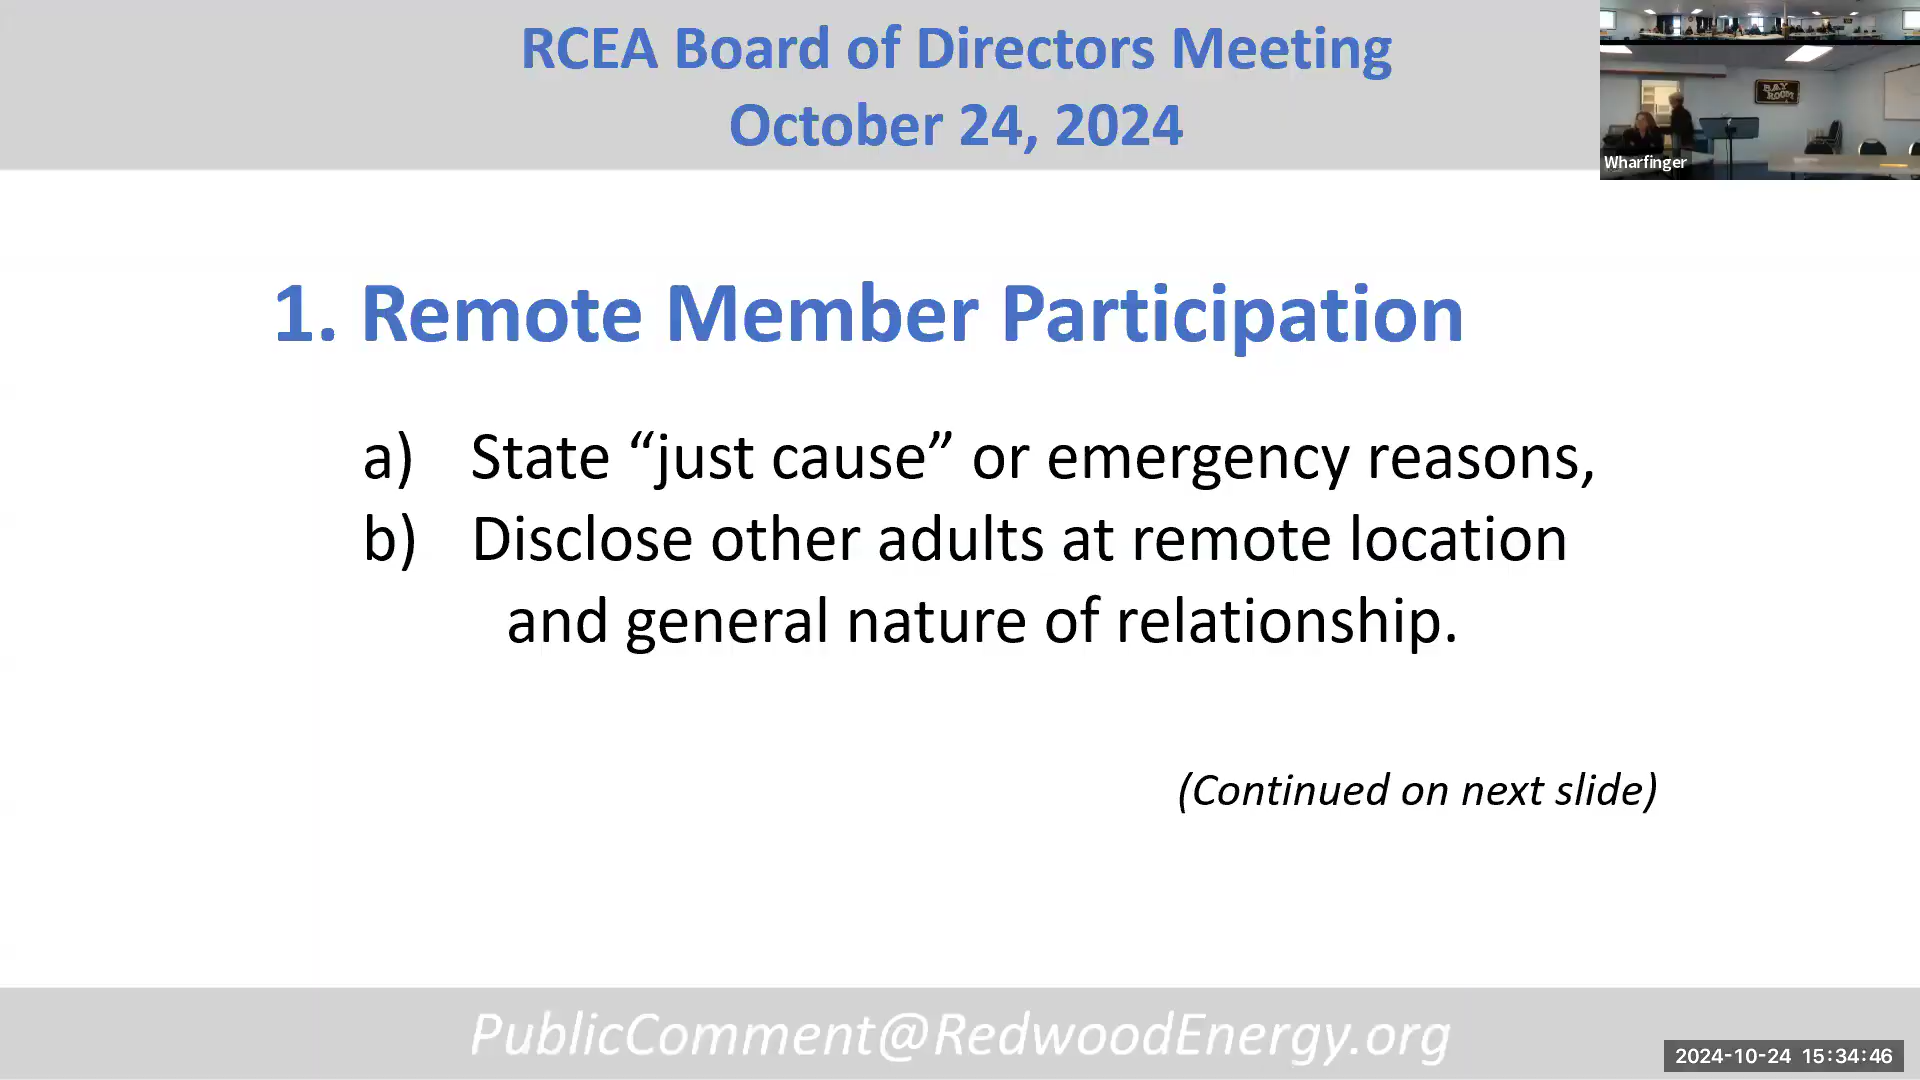 RCEA Board of Directors Meeting
October 24, 2024
BAY
ROOM
Wharfinger
1. Remote Member Participation
a) State “just cause” or emergency reasons,
b) Disclose other adults at remote location
and general nature of relationship.
(Continued on next slide)
PublicComment@RedwoodEnergy.org
2024-10-24 15:34:46